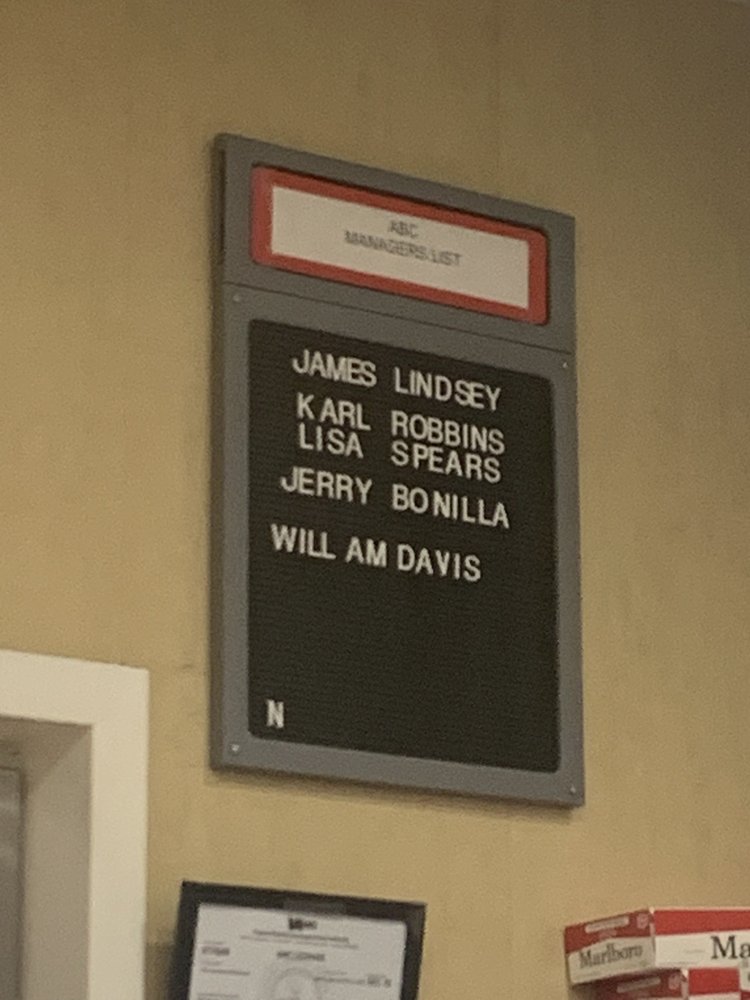 ABC
MANAGERS LIST
JAMES LINDSEY
KARL ROBBINS
LISA SPEARS
JERRY BONILLA
WILL AM DAVIS
N
Marlboro
Ma